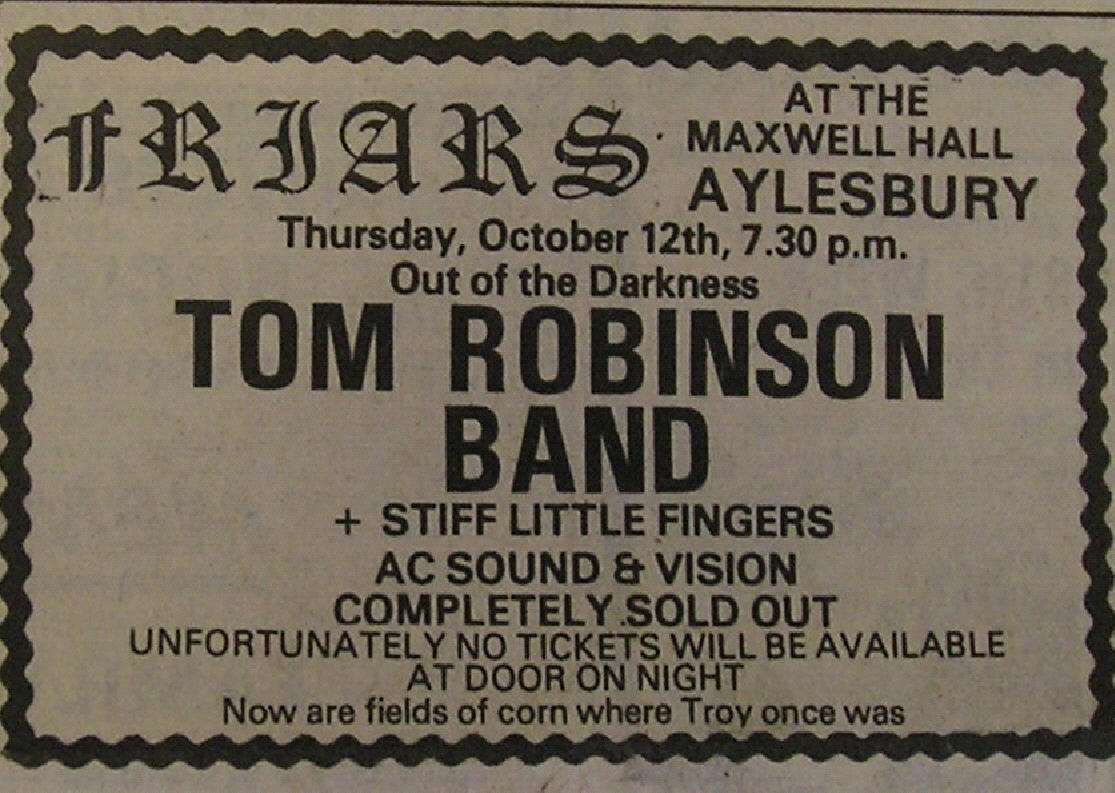 FRIARS
AT THE
MAXWELL HALL
AYLESBURY
Thursday, October 12th, 7.30 p.m.
Out of the Darkness
TOM ROBINSON
BAND
+ STIFF LITTLE FINGERS
AC SOUND & VISION
COMPLETELY SOLD OUT
UNFORTUNATELY NO TICKETS WILL BE AVAILABLE
AT DOOR ON NIGHT
Now are fields of corn where Troy once was